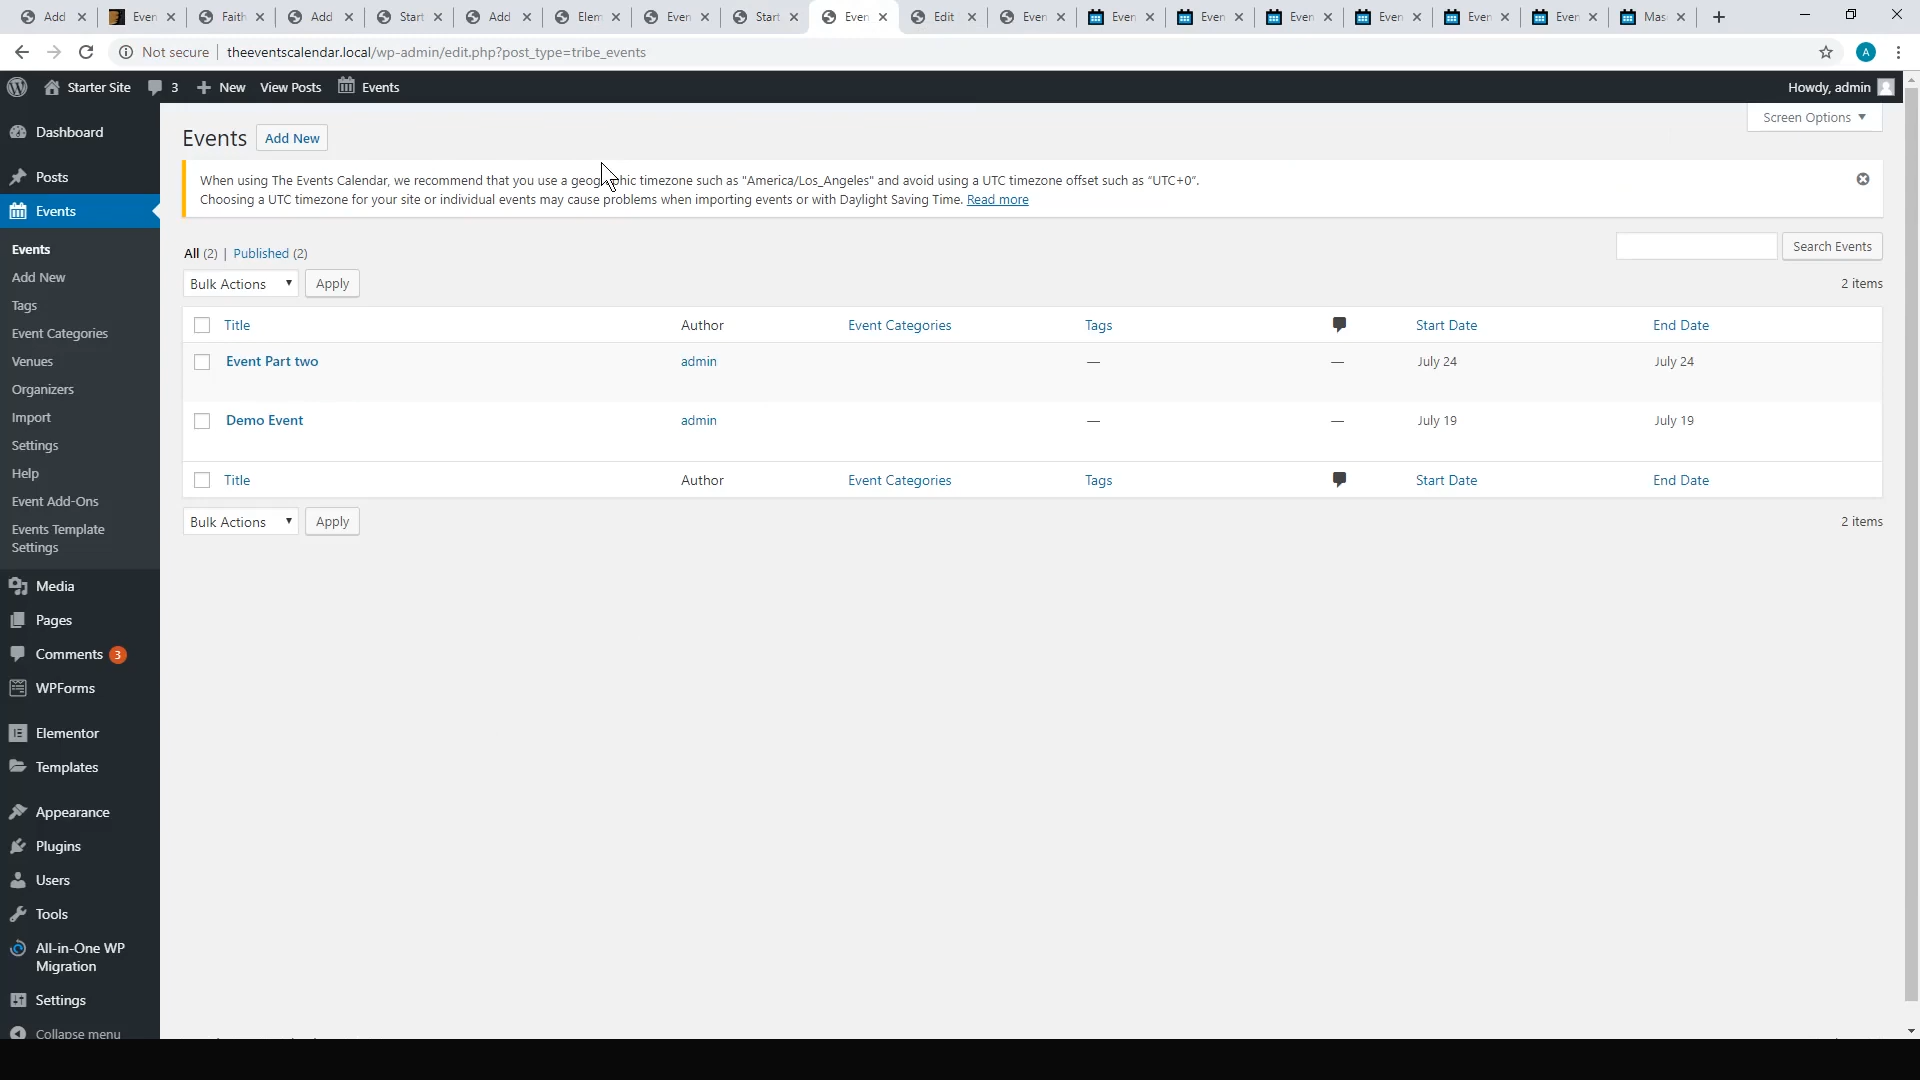 Add
Even
Faith
Add
Start
Add
Elem
Even
Start
Even
Edit
Even
Even
Even
Even
Even
Even
Even
Mas
Not secure
theeventscalendar.local/wp-admin/edit.php?post_type=tribe_events
A
Starter Site
3
New
View Posts
Events
Howdy, admin
Dashboard
Posts
Events
Events
Add New
Tags
Event Categories
Venues
Organizers
Import
Settings
Help
Event Add-Ons
Events Template
Settings
Media
Pages
Comments 3
WPForms
Elementor
Templates
Appearance
Plugins
Users
Tools
All-in-One WP
Migration
Settings
Collapse menu
Screen Options
Events Add New
When using The Events Calendar, we recommend that you use a geographic timezone such as "America/Los_Angeles" and avoid using a UTC timezone offset such as "UTC+0".
Choosing a UTC timezone for your site or individual events may cause problems when importing events or with Daylight Saving Time. Read more
All (2) | Published (2)
Search Events
Bulk Actions Apply
2 items
Title Author Event Categories Tags Start Date End Date
Event Part two admin — — July 24 July 24
Demo Event admin — — July 19 July 19
Title Author Event Categories Tags Start Date End Date
Bulk Actions Apply
2 items